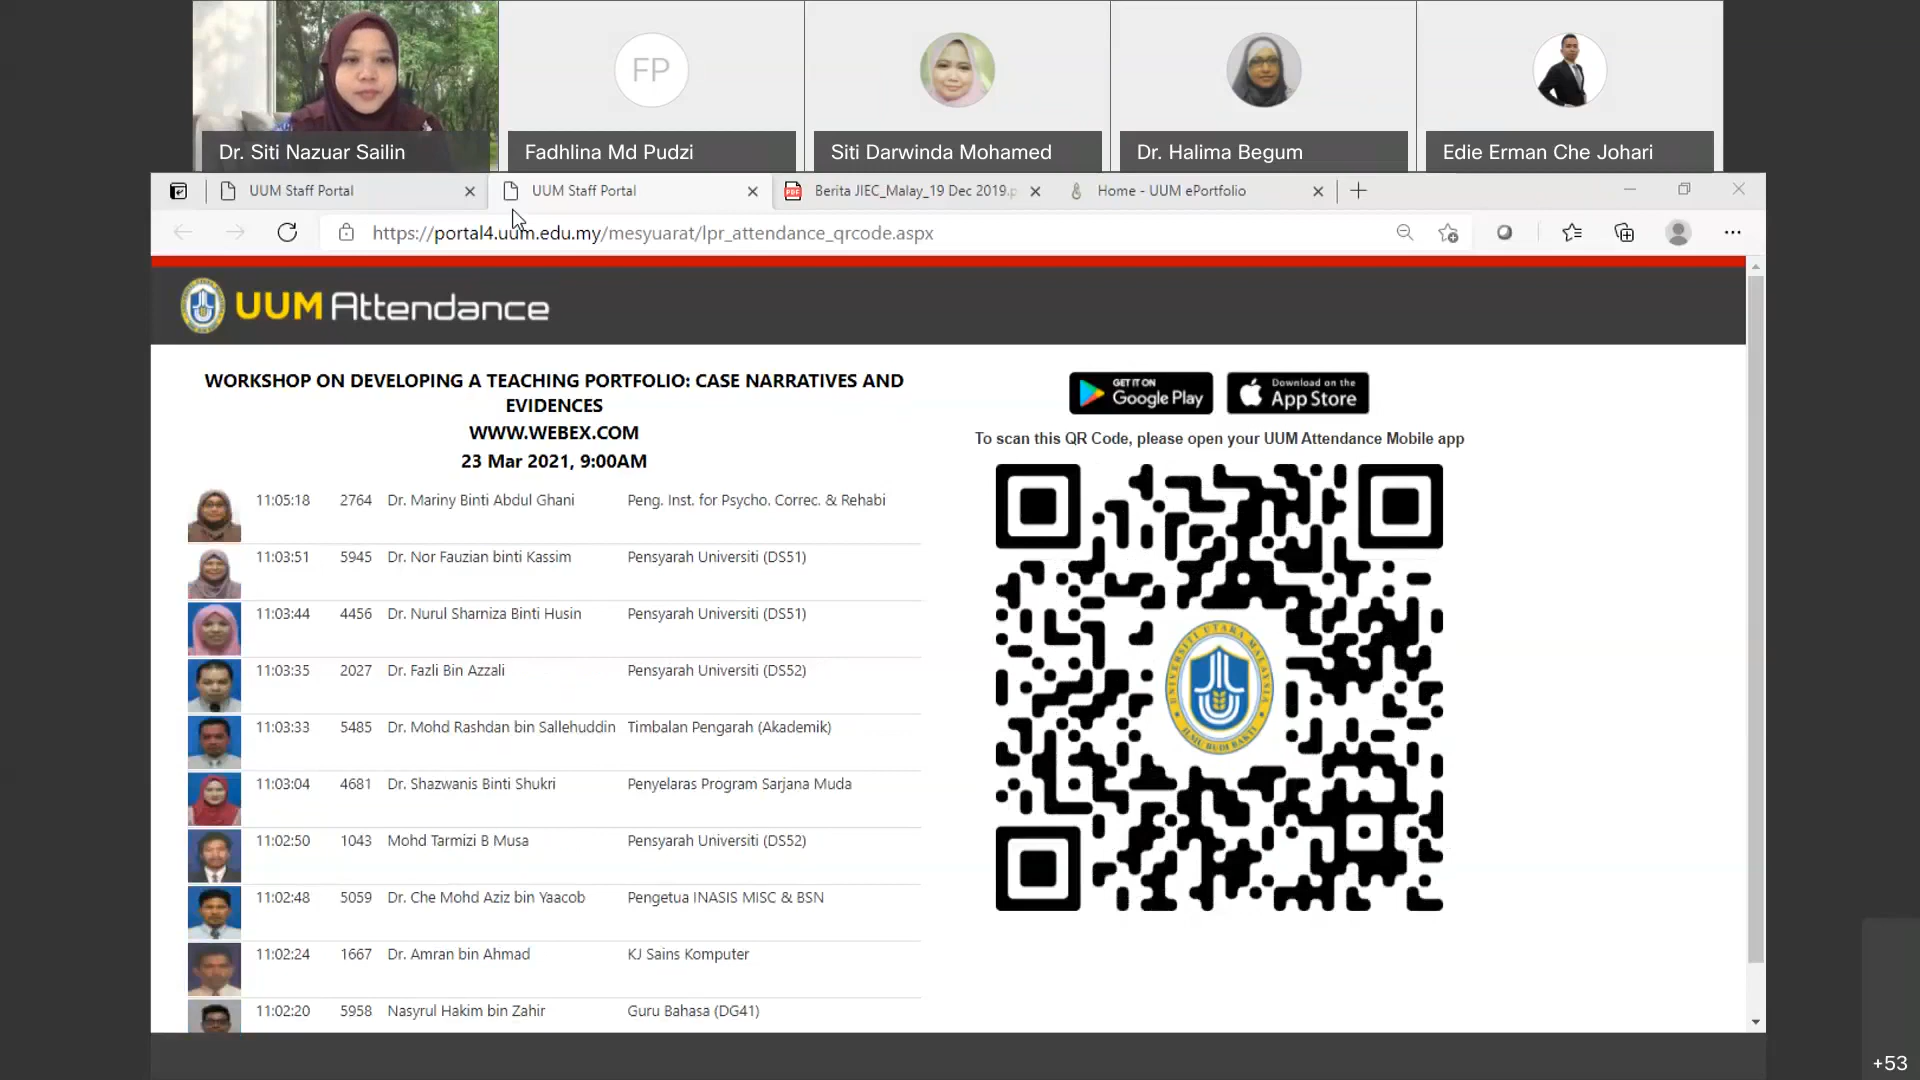 FP
Dr. Siti Nazuar Sailin
Fadhlina Md Pudzi
Siti Darwinda Mohamed
Dr. Halima Begum
Edie Erman Che Johari
UUM Staff Portal
UUM Staff Portal
Berita JIEC_Malay_19 Dec 2019.p
Home - UUM ePortfolio
https://portal4.uum.edu.my/mesyuarat/lpr_attendance_qrcode.aspx
UUM Attendance
WORKSHOP ON DEVELOPING A TEACHING PORTFOLIO: CASE NARRATIVES AND
EVIDENCES
WWW.WEBEX.COM
23 Mar 2021, 9:00AM
11:05:18 2764 Dr. Mariny Binti Abdul Ghani Peng. Inst. for Psycho. Correc. & Rehabi
11:03:51 5945 Dr. Nor Fauzian binti Kassim Pensyarah Universiti (DS51)
11:03:44 4456 Dr. Nurul Sharniza Binti Husin Pensyarah Universiti (DS51)
11:03:35 2027 Dr. Fazli Bin Azzali Pensyarah Universiti (DS52)
11:03:33 5485 Dr. Mohd Rashdan bin Sallehuddin Timbalan Pengarah (Akademik)
11:03:04 4681 Dr. Shazwanis Binti Shukri Penyelaras Program Sarjana Muda
11:02:50 1043 Mohd Tarmizi B Musa Pensyarah Universiti (DS52)
11:02:48 5059 Dr. Che Mohd Aziz bin Yaacob Pengetua INASIS MISC & BSN
11:02:24 1667 Dr. Amran bin Ahmad KJ Sains Komputer
11:02:20 5958 Nasyrul Hakim bin Zahir Guru Bahasa (DG41)
GET IT ON
Google Play
Download on the
App Store
To scan this QR Code, please open your UUM Attendance Mobile app
UNIVERSITI UTARA MALAYSIA
ILMU BUDI BAKTI
+53